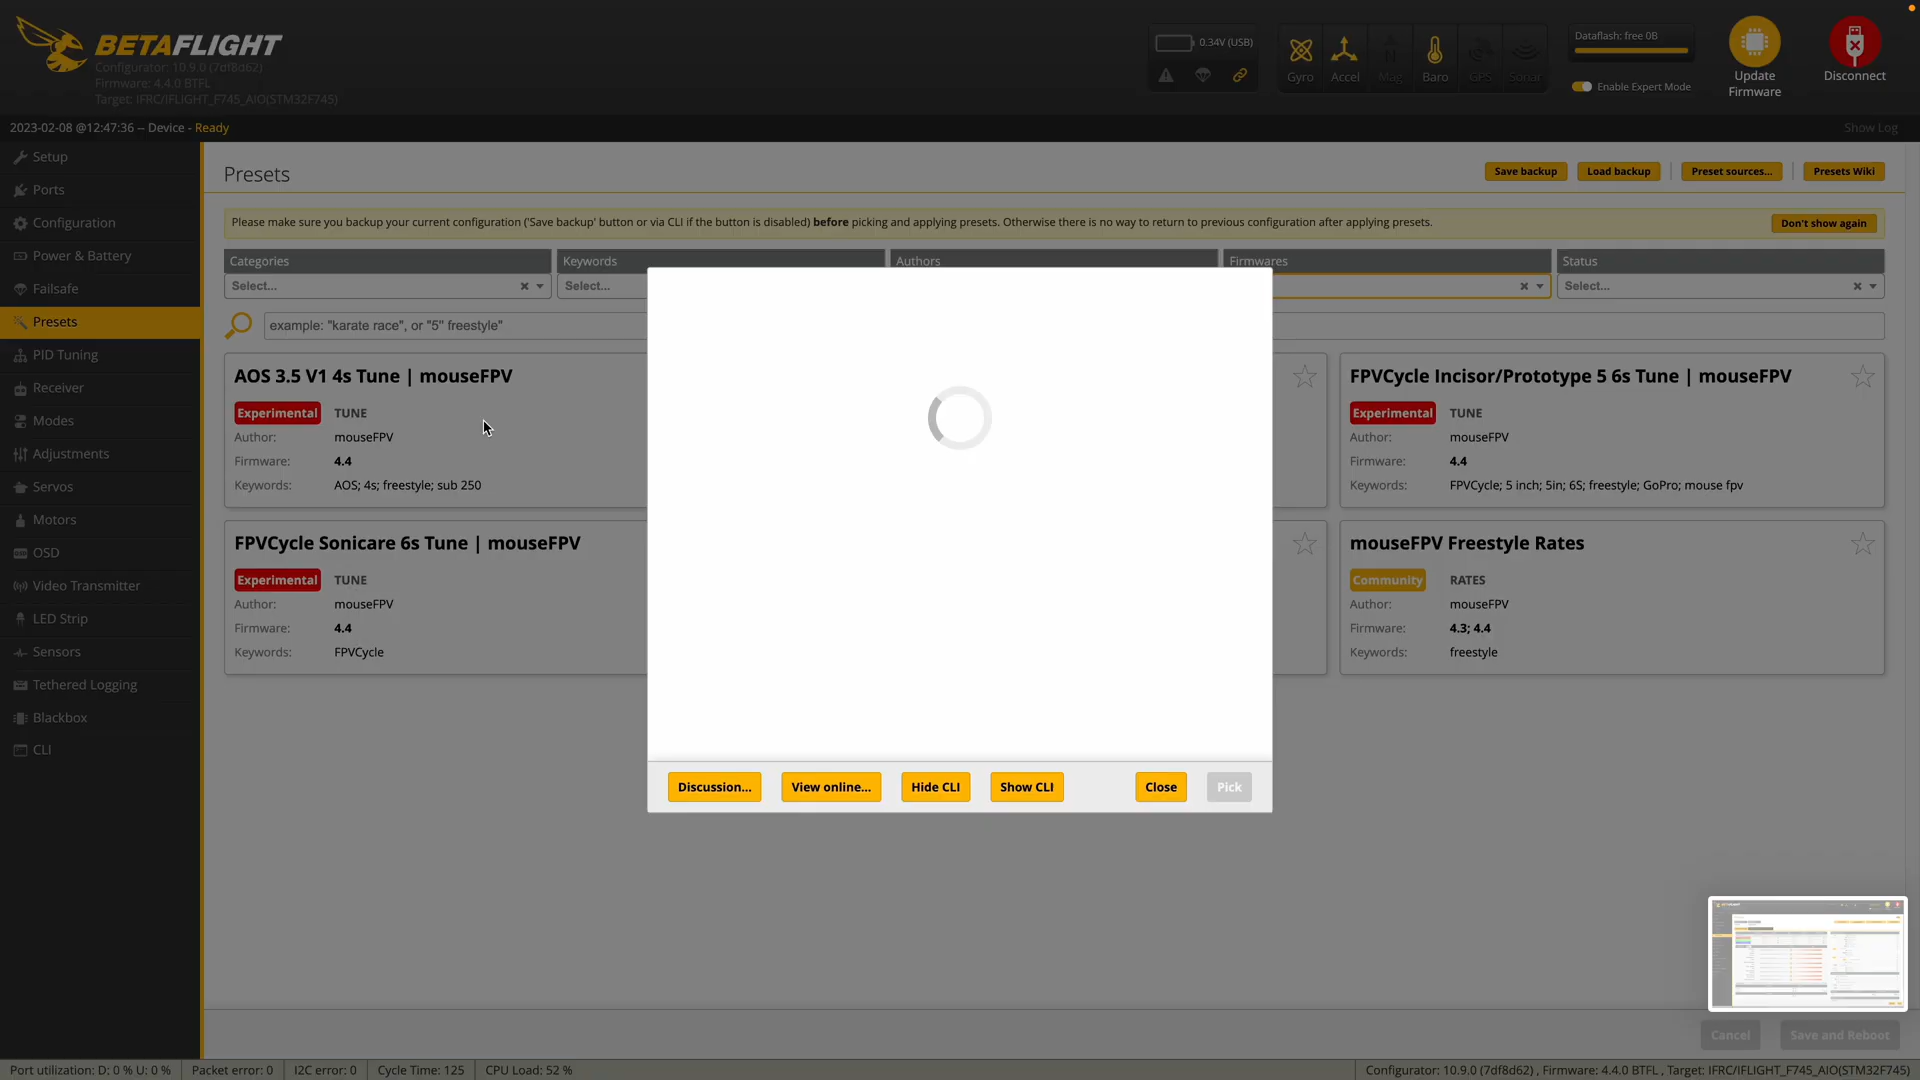 BETAFLIGHT
Configurator: 10.9.0 (7df8d62)
Firmware: 4.4.0 BTFL
Target: IFRC/IFLIGHT_F745_AIO(STM32F745)
0.34V (USB)
Gyro
Accel
Mag
Baro
GPS
Sonar
Dataflash: free 0B
Enable Expert Mode
Update
Firmware
Disconnect
2023-02-08 @12:47:36 -- Device - Ready
Show Log
Setup
Ports
Configuration
Power & Battery
Failsafe
Presets
PID Tuning
Receiver
Modes
Adjustments
Servos
Motors
OSD
Video Transmitter
LED Strip
Sensors
Tethered Logging
Blackbox
CLI
Presets
Save backup
Load backup
Preset sources...
Presets Wiki
Please make sure you backup your current configuration ('Save backup' button or via CLI if the button is disabled) before picking and applying presets. Otherwise there is no way to return to previous configuration after applying presets.
Don't show again
Categories
Keywords
Authors
Firmwares
Status
Select...
Select...
Select...
example: "karate race", or "5'' freestyle"
AOS 3.5 V1 4s Tune | mouseFPV
Experimental TUNE
Author: mouseFPV
Firmware: 4.4
Keywords: AOS; 4s; freestyle; sub 250
FPVCycle Incisor/Prototype 5 6s Tune | mouseFPV
Experimental TUNE
Author: mouseFPV
Firmware: 4.4
Keywords: FPVCycle; 5 inch; 5in; 6S; freestyle; GoPro; mouse fpv
FPVCycle Sonicare 6s Tune | mouseFPV
Experimental TUNE
Author: mouseFPV
Firmware: 4.4
Keywords: FPVCycle
mouseFPV Freestyle Rates
Community RATES
Author: mouseFPV
Firmware: 4.3; 4.4
Keywords: freestyle
Discussion...
View online...
Hide CLI
Show CLI
Close
Pick
Cancel
Save and Reboot
Port utilization: D: 0 % U: 0 %
Packet error: 0
I2C error: 0
Cycle Time: 125
CPU Load: 52 %
Configurator: 10.9.0 (7df8d62) , Firmware: 4.4.0 BTFL , Target: IFRC/IFLIGHT_F745_AIO(STM32F745)